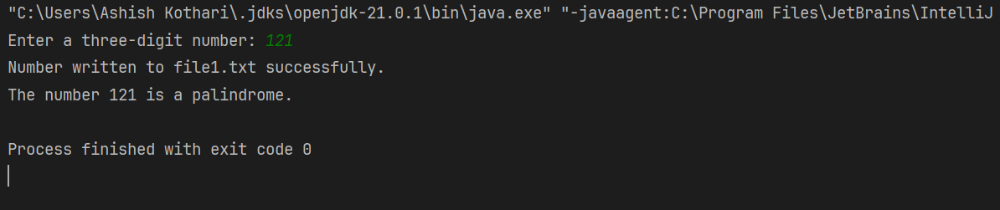 "C:\Users\Ashish Kothari\.jdks\openjdk-21.0.1\bin\java.exe" "-javaagent:C:\Program Files\JetBrains\IntelliJ
Enter a three-digit number: 121
Number written to file1.txt successfully.
The number 121 is a palindrome.
Process finished with exit code 0